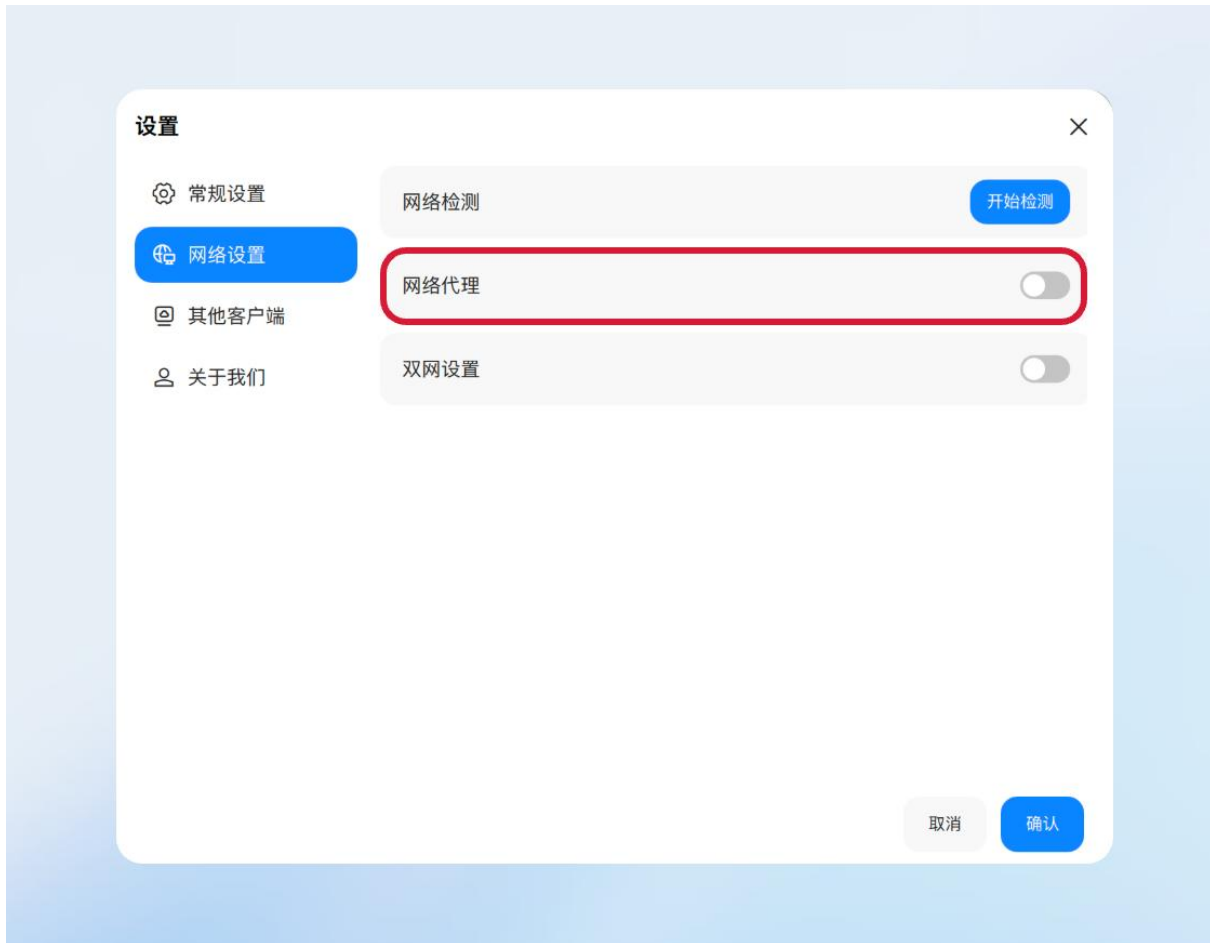 设置
常规设置
网络设置
其他客户端
关于我们
网络检测
开始检测
网络代理
双网设置
取消
确认